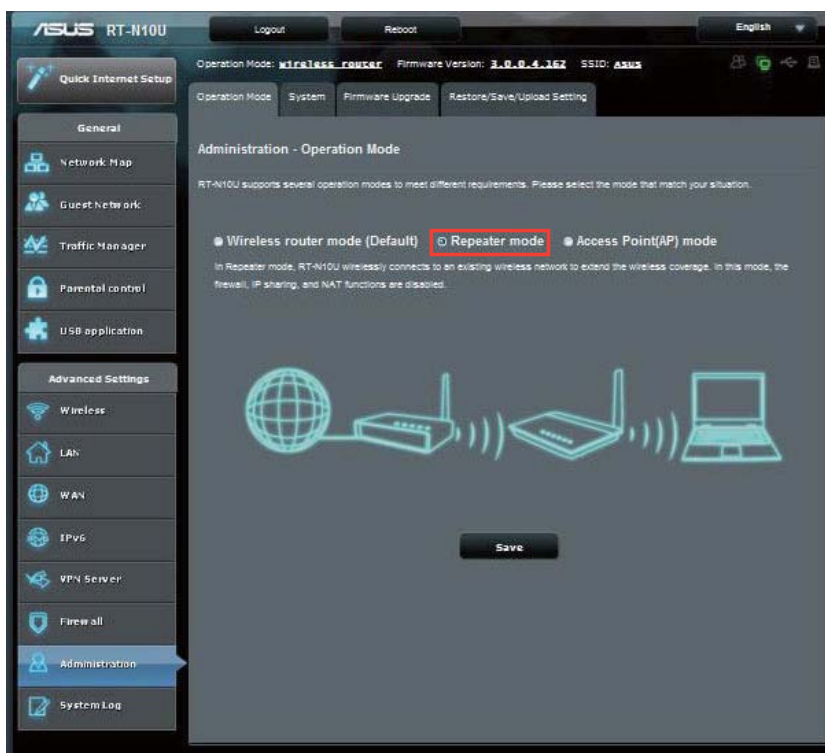 ASUS RT-N10U
Logout
Reboot
English
Quick Internet Setup
Operation Mode: wireless router Firmware Version: 3.0.0.4.162 SSID: ASUS
Operation Mode
System
Firmware Upgrade
Restore/Save/Upload Setting
General
Network Map
Guest Network
Traffic Manager
Parental control
USB application
Advanced Settings
Wireless
LAN
WAN
IPv6
VPN Server
Firewall
Administration
System Log
Administration - Operation Mode
RT-N10U supports several operation modes to meet different requirements. Please select the mode that match your situation.
Wireless router mode (Default)
Repeater mode
Access Point(AP) mode
In Repeater mode, RT-N10U wirelessly connects to an existing wireless network to extend the wireless coverage. In this mode, the
firewall, IP sharing, and NAT functions are disabled.
Save